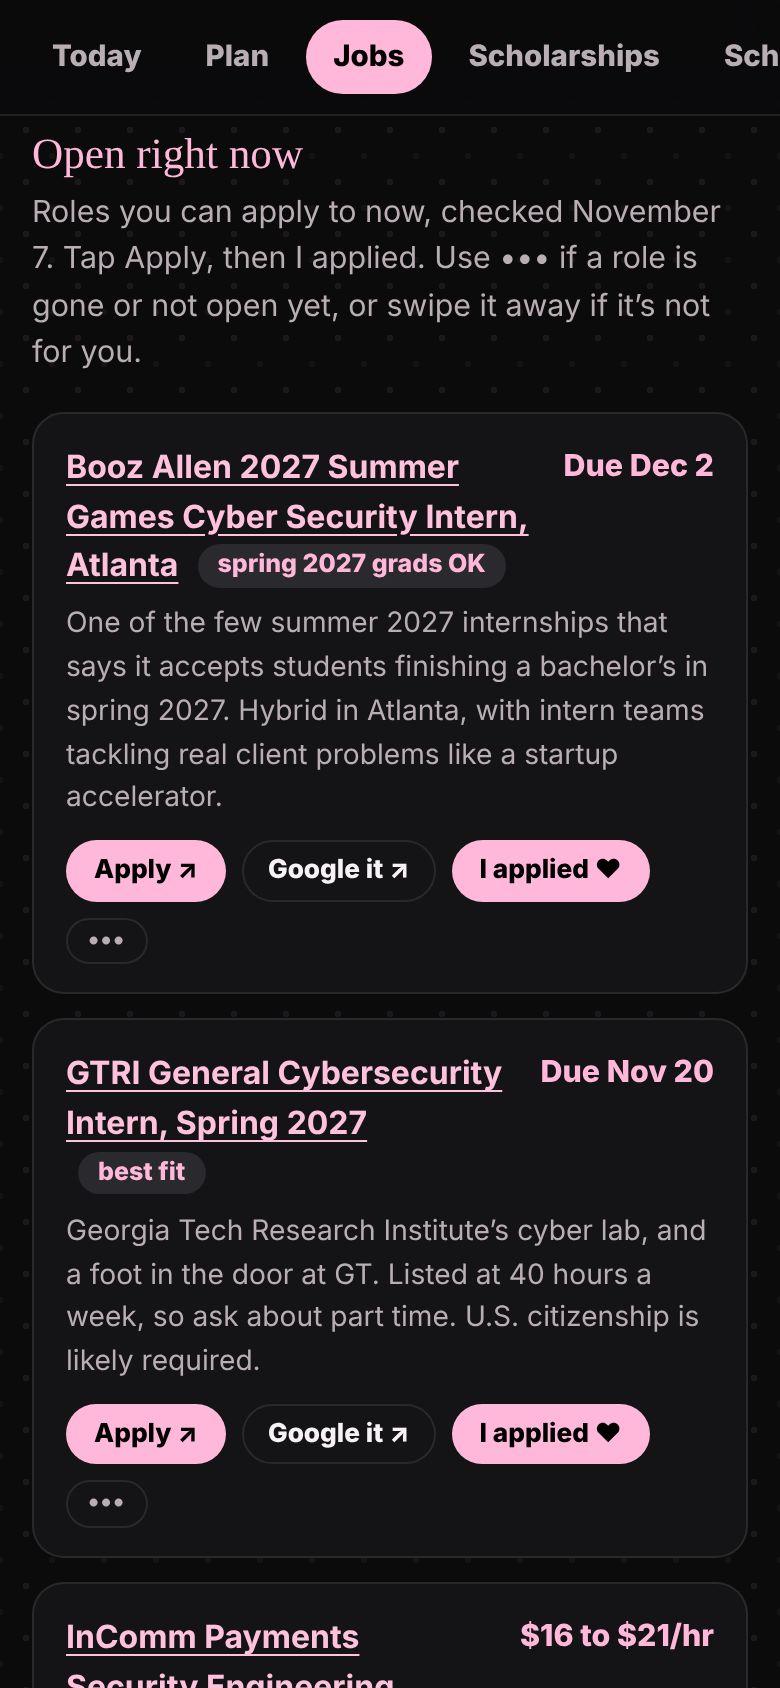 Today Plan Jobs Scholarships Sch
Open right now
Roles you can apply to now, checked November
7. Tap Apply, then I applied. Use ••• if a role is
gone or not open yet, or swipe it away if it’s not
for you.
Booz Allen 2027 Summer Due Dec 2
Games Cyber Security Intern,
Atlanta spring 2027 grads OK
One of the few summer 2027 internships that
says it accepts students finishing a bachelor’s in
spring 2027. Hybrid in Atlanta, with intern teams
tackling real client problems like a startup
accelerator.
Apply ↗ Google it ↗ I applied ♥
•••
GTRI General Cybersecurity Due Nov 20
Intern, Spring 2027
best fit
Georgia Tech Research Institute’s cyber lab, and
a foot in the door at GT. Listed at 40 hours a
week, so ask about part time. U.S. citizenship is
likely required.
Apply ↗ Google it ↗ I applied ♥
•••
InComm Payments $16 to $21/hr
Security Engineering